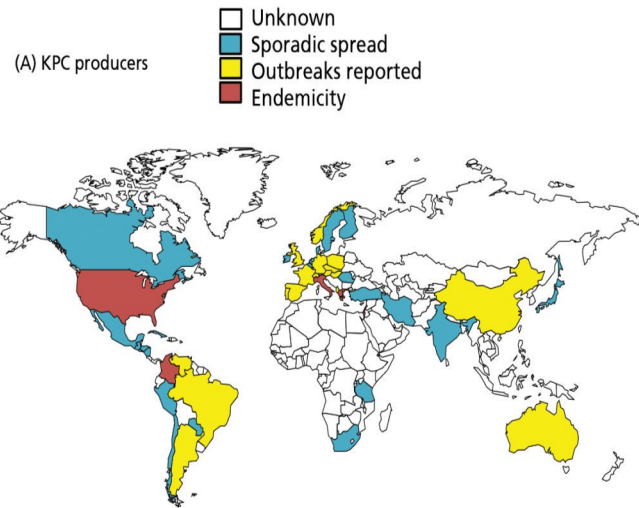 Unknown
Sporadic spread
(A) KPC producers
Outbreaks reported
Endemicity